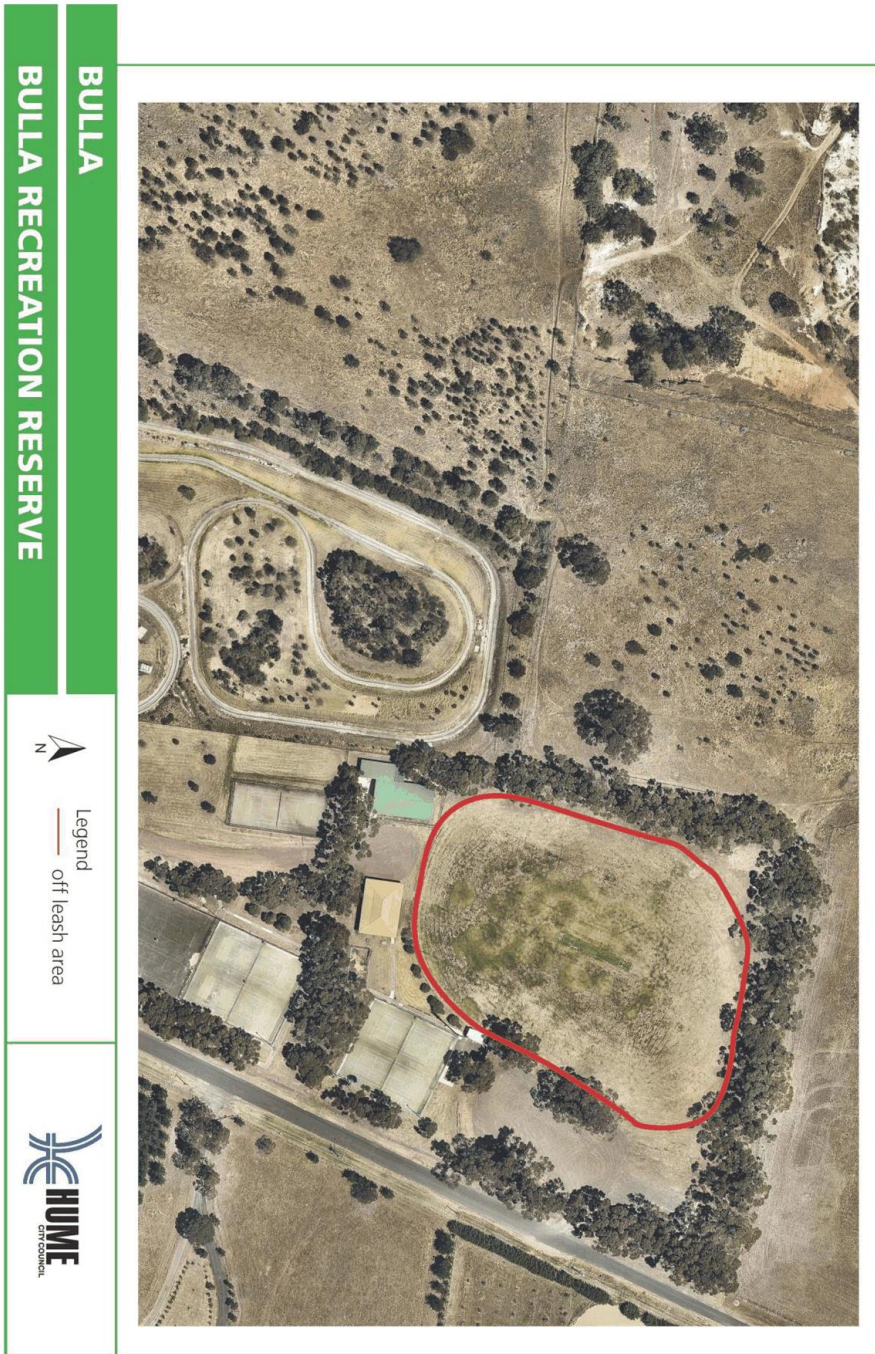 BULLA
BULLA RECREATION RESERVE
N
Legend
off leash area
HUME
CITY COUNCIL